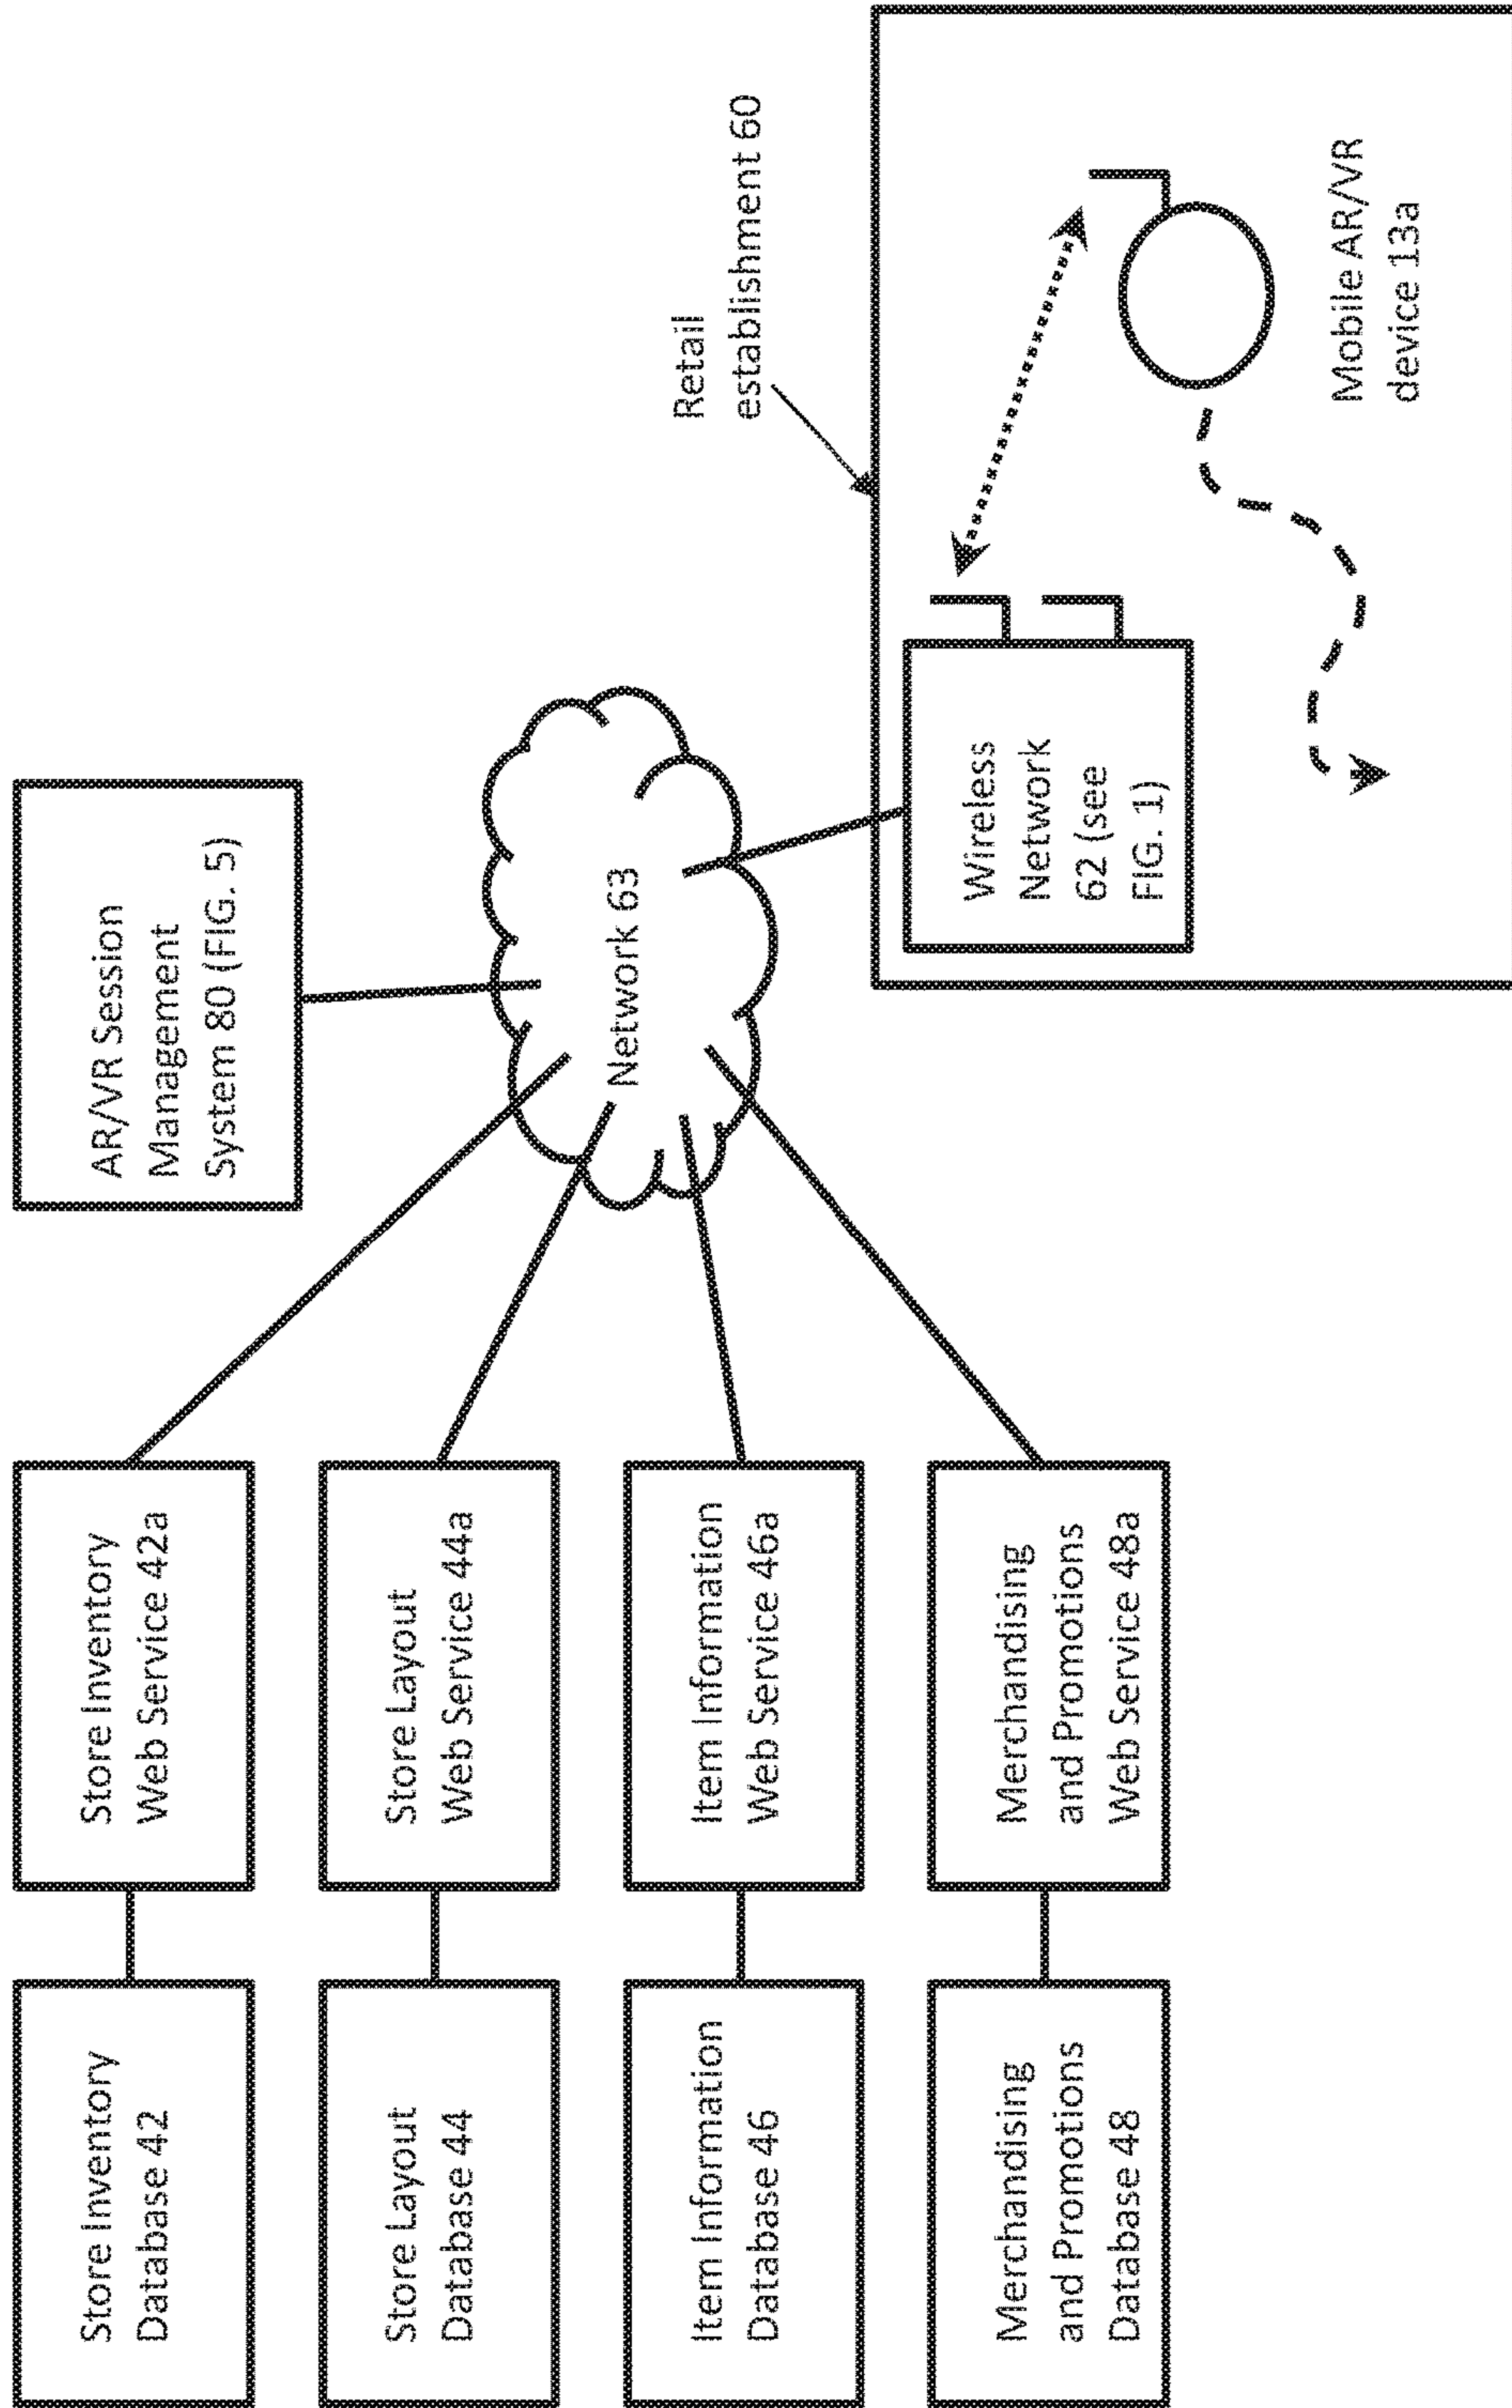 Store Inventory
Database 42
Store Inventory
Web Service 42a
AR/VR Session
Management
System 80 (FIG. 5)
Store Layout
Database 44
Store Layout
Web Service 44a
Network 63
Retail
establishment 60
Item Information
Database 46
Item Information
Web Service 46a
Merchandising
and Promotions
Database 48
Merchandising
and Promotions
Web Service 48a
Wireless
Network
62 (see
FIG. 1)
Mobile AR/VR
device 13a